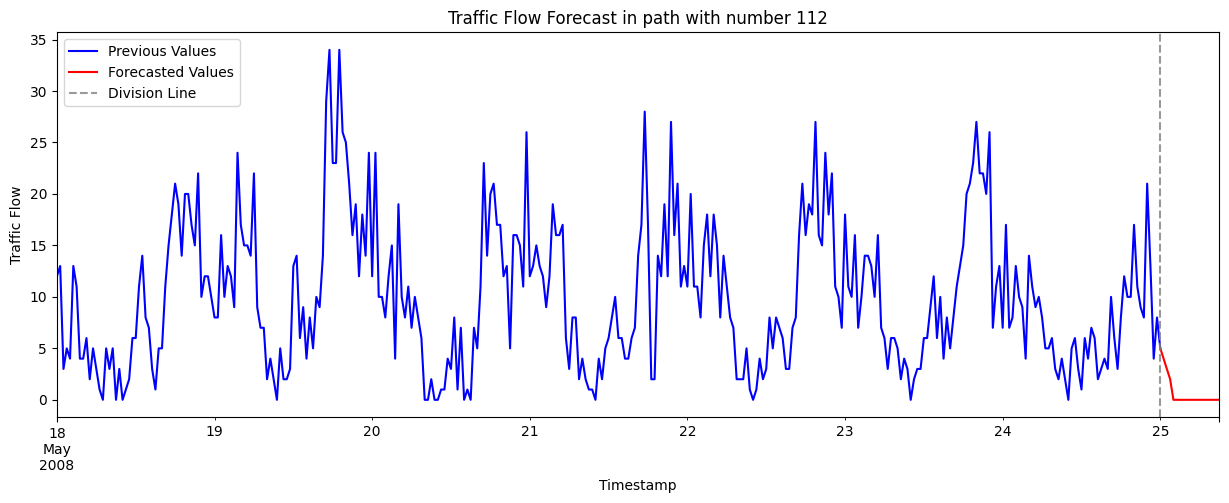 Traffic Flow Forecast in path with number 112
35
30
25
20
15
10
5
0
Traffic Flow
Previous Values
Forecasted Values
Division Line
18 19 20 21 22 23 24 25
May
2008
Timestamp